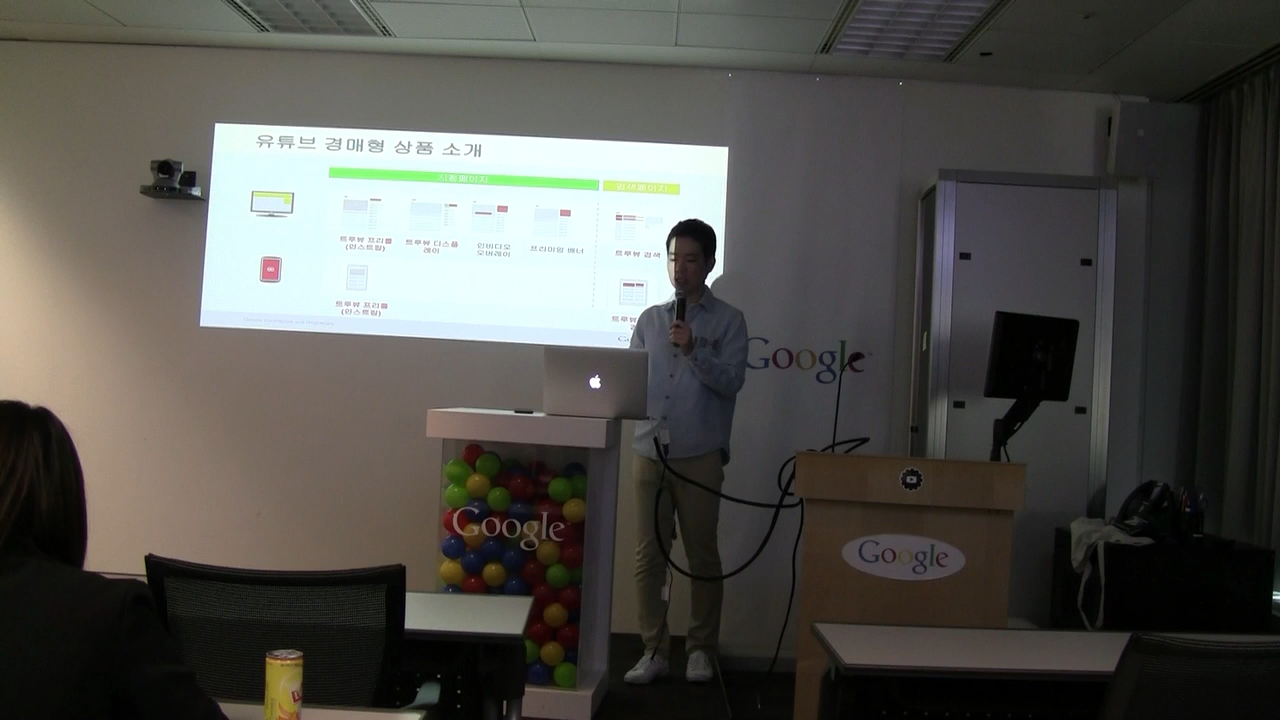 유튜브 경매형 상품 소개
시청페이지
검색페이지
트루뷰 프리롤
(인스트림)
트루뷰 디스플
레이
인비디오
오버레이
프리미엄 배너
트루뷰 검색
트루뷰 프리롤
(인스트림)
트루뷰
Google
Google
Google